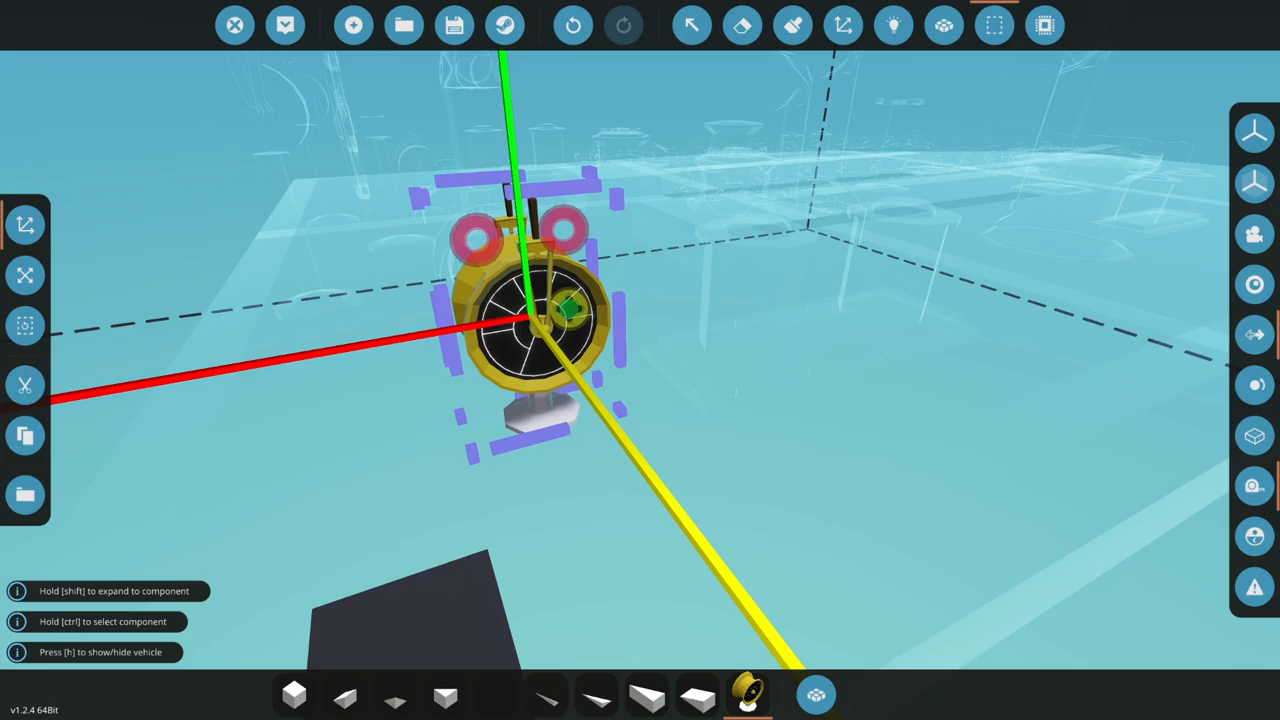 Hold [shift] to expand to component
Hold [ctrl] to select component
Press [h] to show/hide vehicle
v1.2.4 64Bit